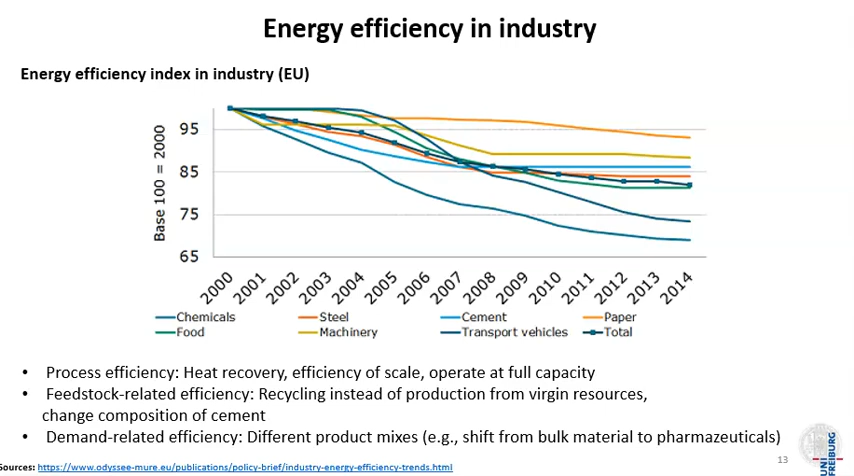 Energy efficiency in industry
Energy efficiency index in industry (EU)
Base 100 = 2000
95
85
75
65
2000 2001 2002 2003 2004 2005 2006 2007 2008 2009 2010 2011 2012 2013 2014
Chemicals Steel Cement Paper
Food Machinery Transport vehicles Total
• Process efficiency: Heat recovery, efficiency of scale, operate at full capacity
• Feedstock-related efficiency: Recycling instead of production from virgin resources,
change composition of cement
• Demand-related efficiency: Different product mixes (e.g., shift from bulk material to pharmazeuticals)
13
Sources: https://www.odyssee-mure.eu/publications/policy-brief/industry-energy-efficiency-trends.html
UNI
FREIBURG